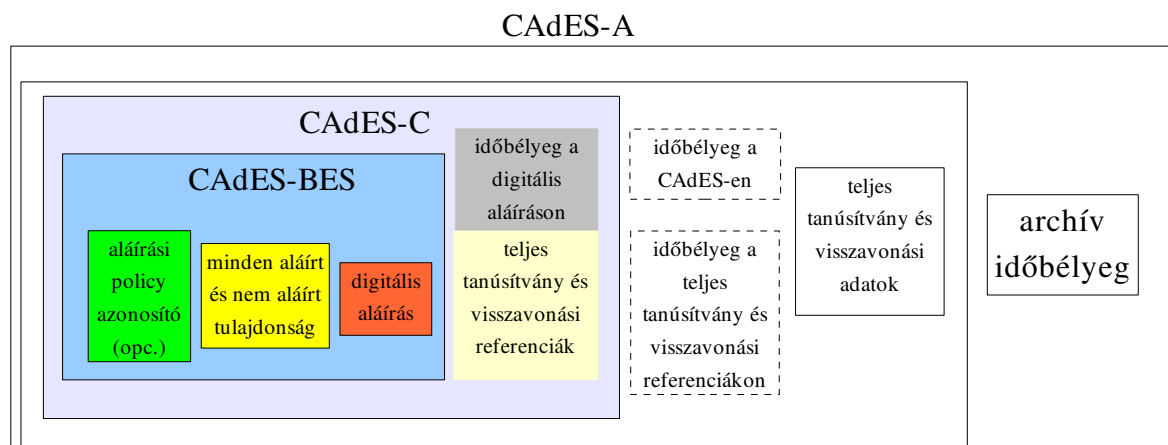 CAdES-A
CAdES-C
CAdES-BES
aláírási
policy
azonosító
(opc.)
minden aláírt
és nem aláírt
tulajdonság
digitális
aláírás
időbélyeg a
digitális
aláíráson
teljes
tanúsítvány és
visszavonási
referenciák
időbélyeg a
CAdES-en
időbélyeg a
teljes
tanúsítvány és
visszavonási
referenciákon
teljes
tanúsítvány és
visszavonási
adatok
archív
időbélyeg